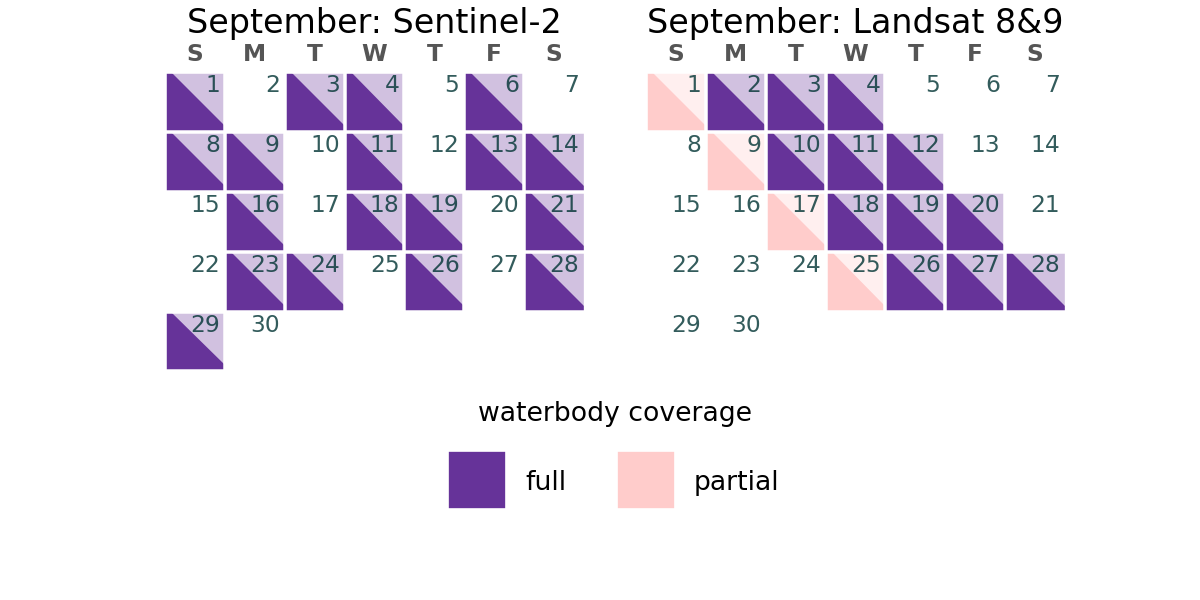 September: Sentinel-2
S M T W T F S
1 2 3 4 5 6 7
8 9 10 11 12 13 14
15 16 17 18 19 20 21
22 23 24 25 26 27 28
29 30
September: Landsat 8&9
S M T W T F S
1 2 3 4 5 6 7
8 9 10 11 12 13 14
15 16 17 18 19 20 21
22 23 24 25 26 27 28
29 30
waterbody coverage
full partial